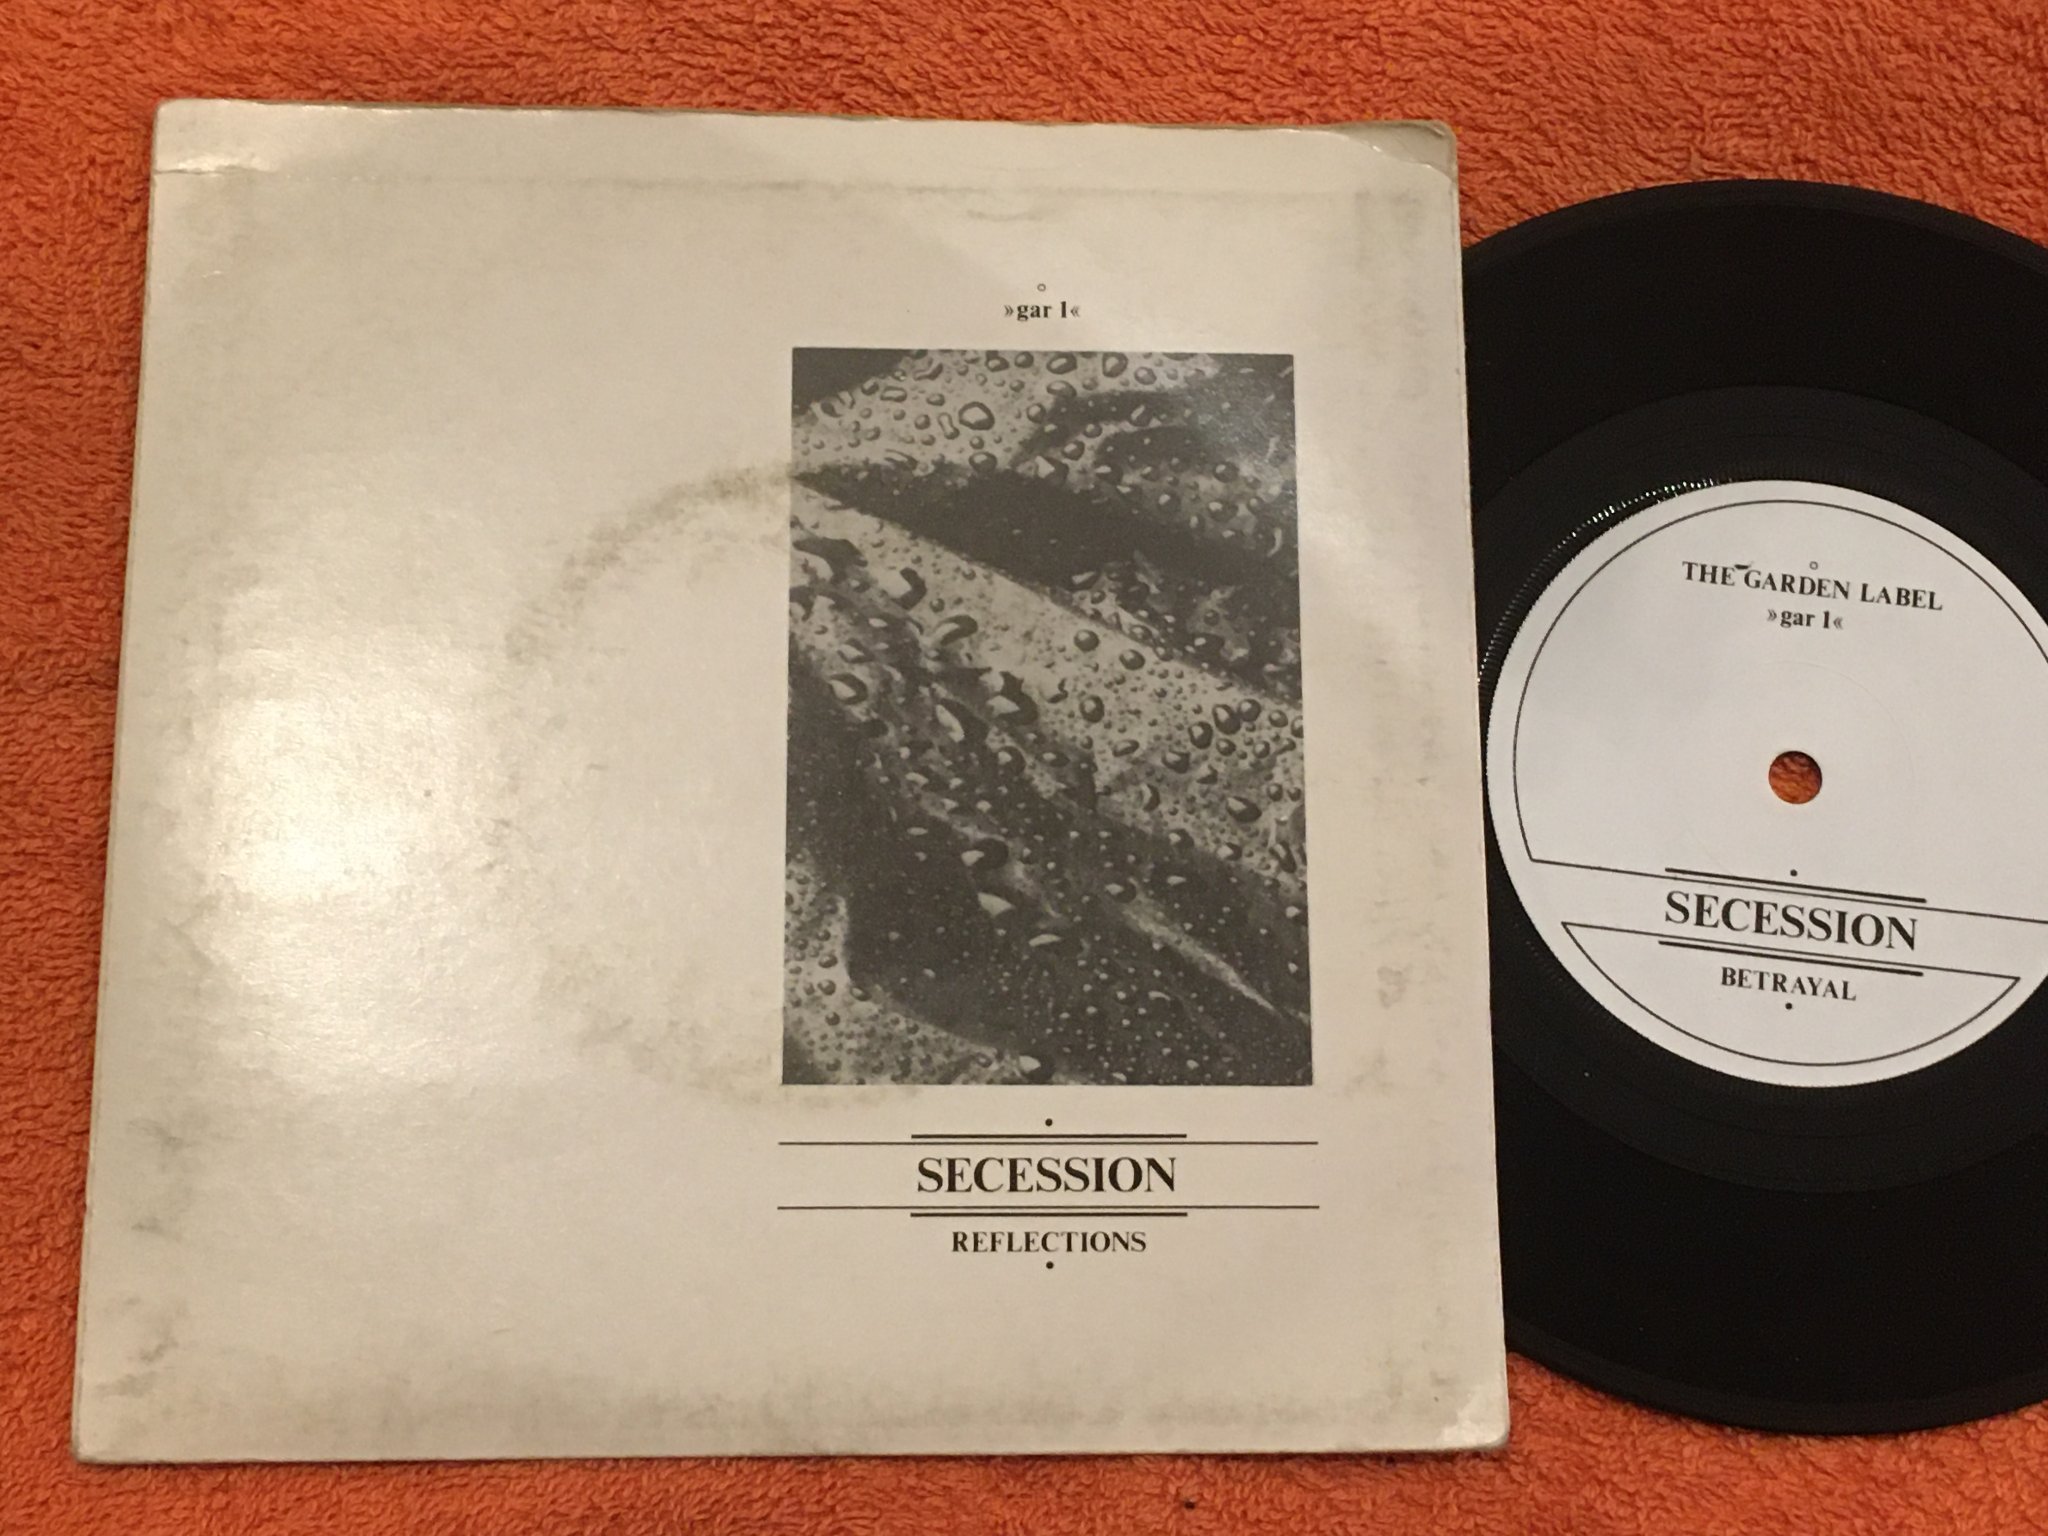 »gar 1«
SECESSION
REFLECTIONS
THE GARDEN LABEL
»gar 1«
SECESSION
BETRAYAL